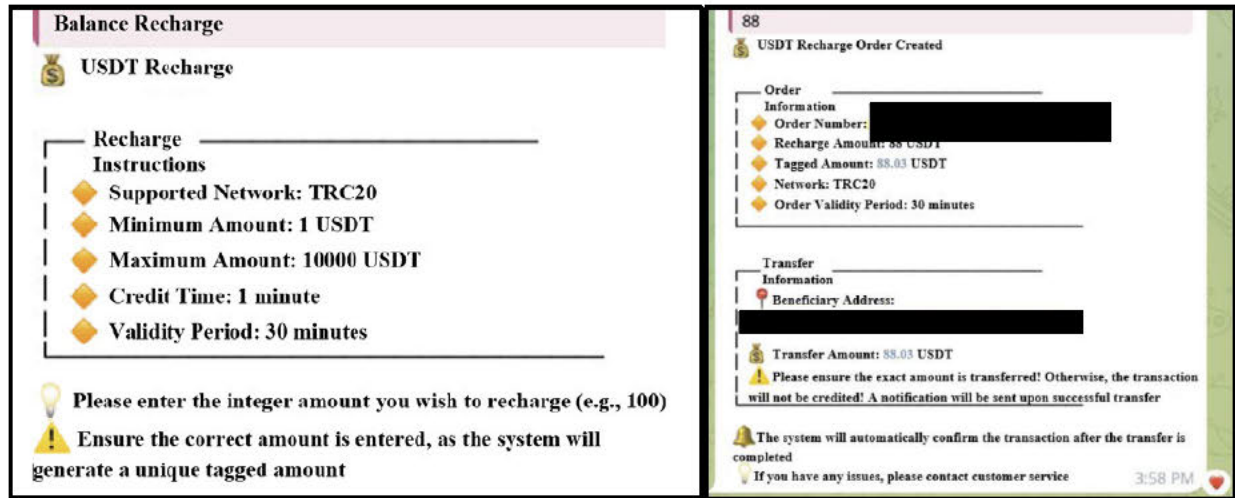 Balance Recharge
USDT Recharge
Recharge
Instructions
Supported Network: TRC20
Minimum Amount: 1 USDT
Maximum Amount: 10000 USDT
Credit Time: 1 minute
Validity Period: 30 minutes
Please enter the integer amount you wish to recharge (e.g., 100)
Ensure the correct amount is entered, as the system will
generate a unique tagged amount
88
USDT Recharge Order Created
Order
Information
Order Number:
Recharge Amount: 88 USDT
Tagged Amount: 88.03 USDT
Network: TRC20
Order Validity Period: 30 minutes
Transfer
Information
Beneficiary Address:
Transfer Amount: 88.03 USDT
Please ensure the exact amount is transferred! Otherwise, the transaction
will not be credited! A notification will be sent upon successful transfer
The system will automatically confirm the transaction after the transfer is
completed
If you have any issues, please contact customer service
3:58 PM